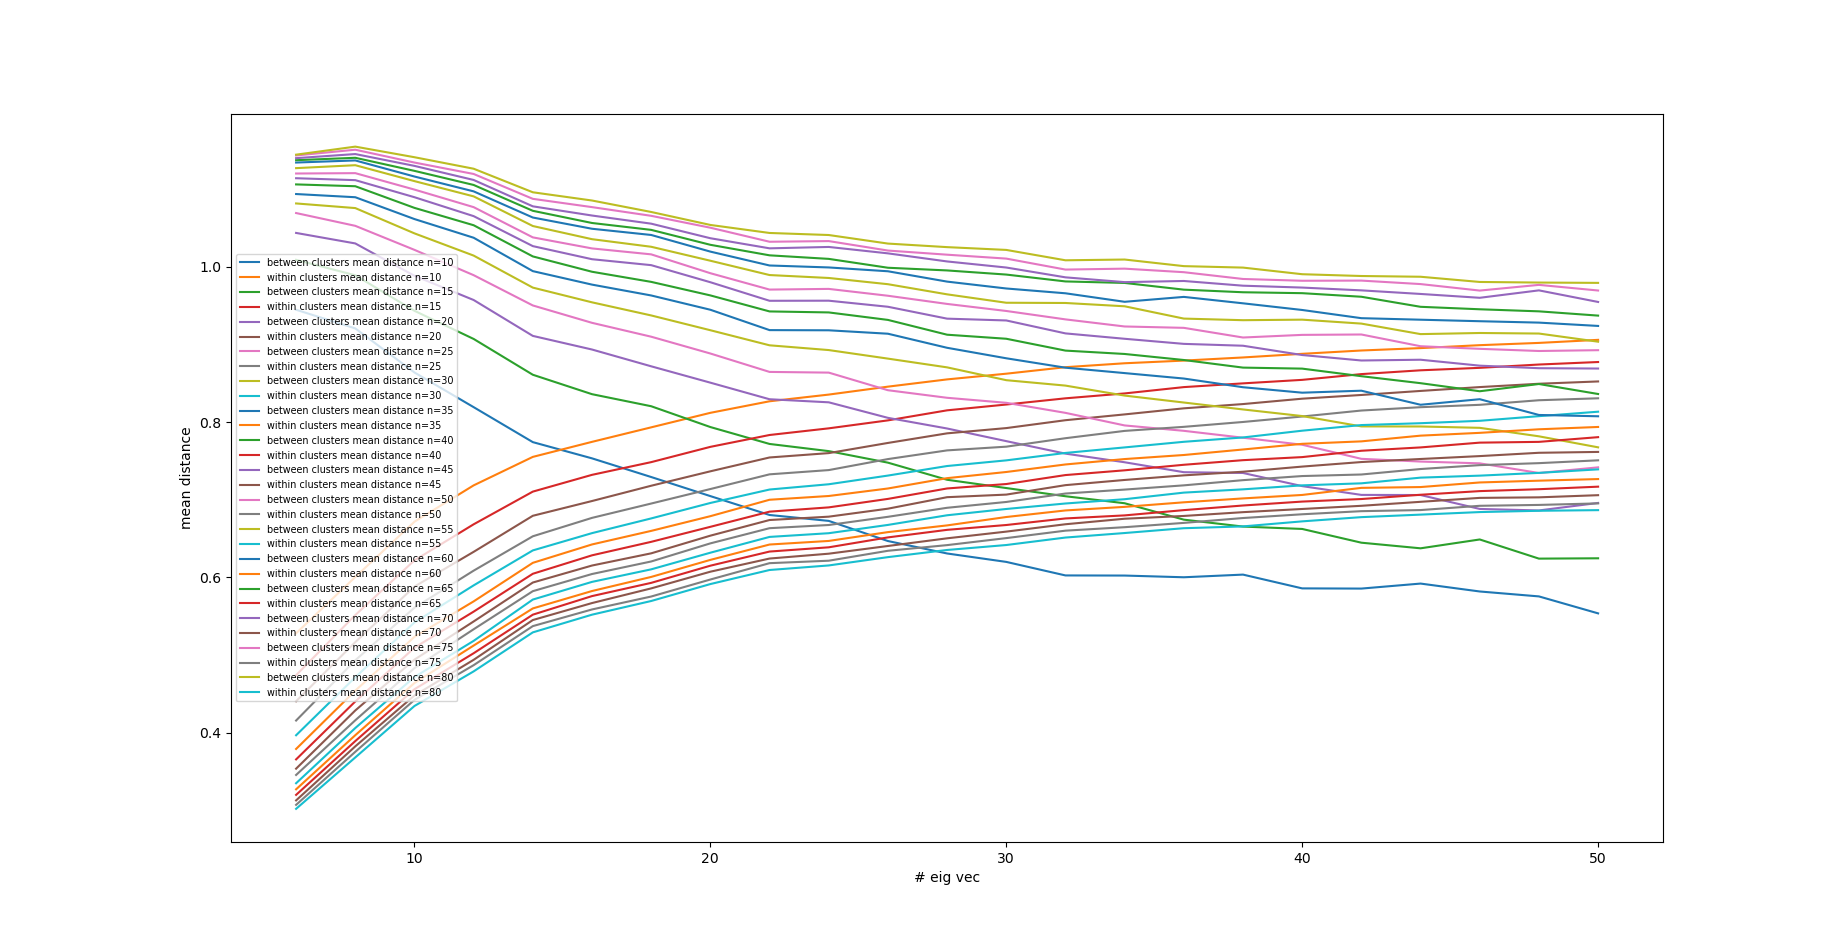 1.0
0.8
0.6
0.4
mean distance
between clusters mean distance n=10
within clusters mean distance n=10
between clusters mean distance n=15
within clusters mean distance n=15
between clusters mean distance n=20
within clusters mean distance n=20
between clusters mean distance n=25
within clusters mean distance n=25
between clusters mean distance n=30
within clusters mean distance n=30
between clusters mean distance n=35
within clusters mean distance n=35
between clusters mean distance n=40
within clusters mean distance n=40
between clusters mean distance n=45
within clusters mean distance n=45
between clusters mean distance n=50
within clusters mean distance n=50
between clusters mean distance n=55
within clusters mean distance n=55
between clusters mean distance n=60
within clusters mean distance n=60
between clusters mean distance n=65
within clusters mean distance n=65
between clusters mean distance n=70
within clusters mean distance n=70
between clusters mean distance n=75
within clusters mean distance n=75
between clusters mean distance n=80
within clusters mean distance n=80
10 20 30 40 50
# eig vec